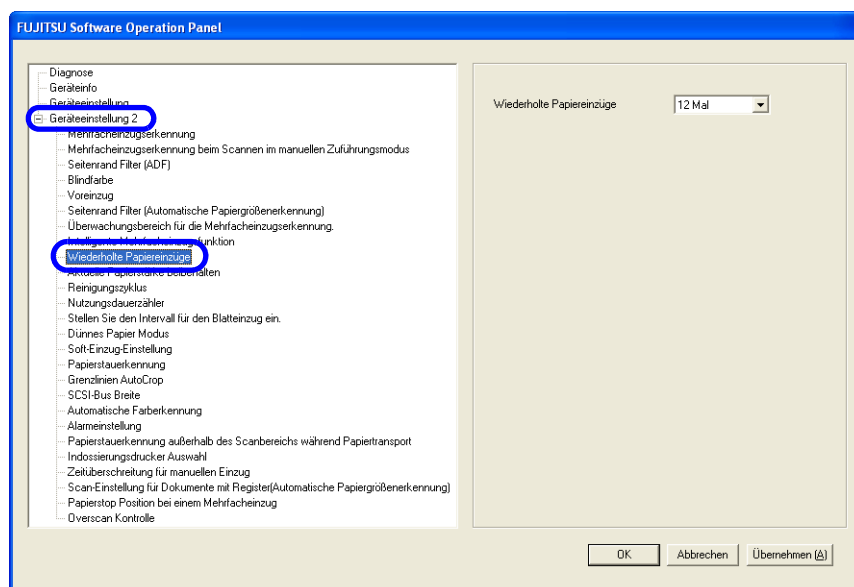 FUJITSU Software Operation Panel
Diagnose
Geräteinfo
Geräteeinstellung
Geräteeinstellung 2
Mehrfacheinzugserkennung
Mehrfacheinzugserkennung beim Scannen im manuellen Zuführungsmodus
Seitenrand Filter (ADF)
Blindfarbe
Voreinzug
Seitenrand Filter (Automatische Papiergrößenerkennung)
Überwachungsbereich für die Mehrfacheinzugserkennung.
Intelligente Mehrfacheinzugsfunktion
Wiederholte Papiereinzüge
Aktuelle Papierstärke beibehalten
Reinigungszyklus
Nutzungsdauerzähler
Stellen Sie den Intervall für den Blatteinzug ein.
Dünnes Papier Modus
Soft-Einzug-Einstellung
Papierstauerkennung
Grenzlinien AutoCrop
SCSI-Bus Breite
Automatische Farberkennung
Alarmeinstellung
Papierstauerkennung außerhalb des Scanbereichs während Papiertransport
Indossierungsdrucker Auswahl
Zeitüberschreitung für manuellen Einzug
Scan-Einstellung für Dokumente mit Register(Automatische Papiergrößenerkennung)
Papierstop Position bei einem Mehrfacheinzug
Overscan Kontrolle
Wiederholte Papiereinzüge 12 Mal
OK Abbrechen Übernehmen (A)